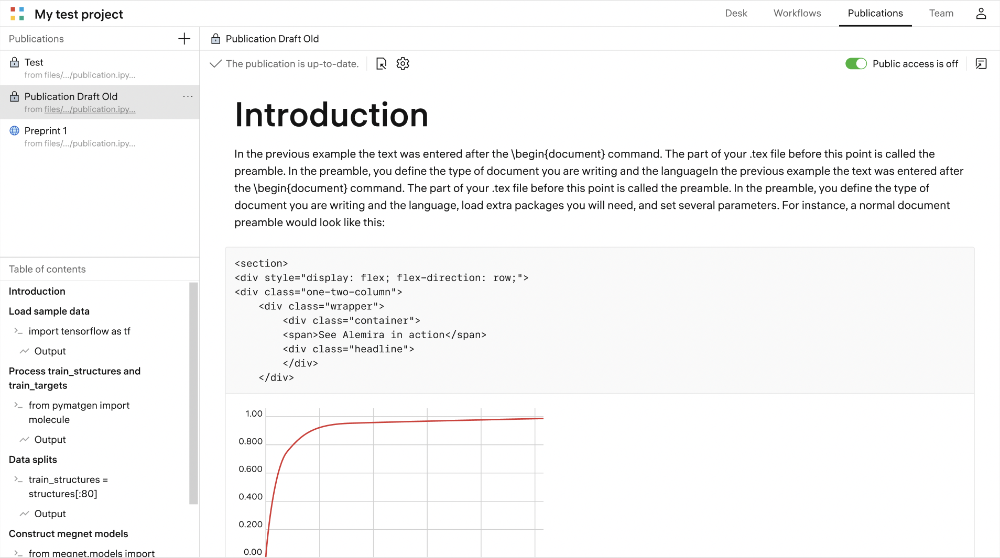 My test project
Desk
Workflows
Publications
Team
Publications
Test
from files/.../publication.ipy...
Publication Draft Old
...
from files/.../publication.ipy...
Preprint 1
from files/.../publication.ipy...
Table of contents
Introduction
Load sample data
import tensorflow as tf
Output
Process train_structures and
train_targets
from pymatgen import
molecule
Output
Data splits
train_structures =
structures[:80]
Output
Construct megnet models
from megnet.models import
Publication Draft Old
The publication is up-to-date.
Public access is off
Introduction
In the previous example the text was entered after the \begin{document} command. The part of your .tex file before this point is called the
preamble. In the preamble, you define the type of document you are writing and the languageIn the previous example the text was entered after
the \begin{document} command. The part of your .tex file before this point is called the preamble. In the preamble, you define the type of
document you are writing and the language, load extra packages you will need, and set several parameters. For instance, a normal document
preamble would look like this:
<section>
<div style="display: flex; flex-direction: row;">
<div class="one-two-column">
<div class="wrapper">
<div class="container">
<span>See Alemira in action</span>
<div class="headline">
</div>
</div>
1.00
0.800
0.600
0.400
0.200
0.00